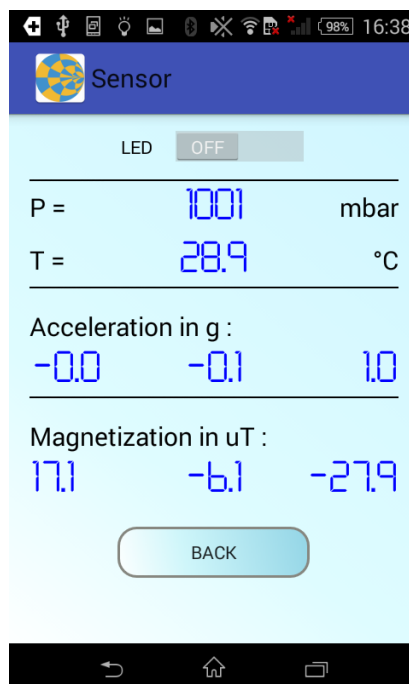 98% 16:38
Sensor
LED OFF
P = 1001 mbar
T = 28.9 °C
Acceleration in g :
-0.0 -0.1 1.0
Magnetization in uT :
17.1 -6.1 -27.9
BACK